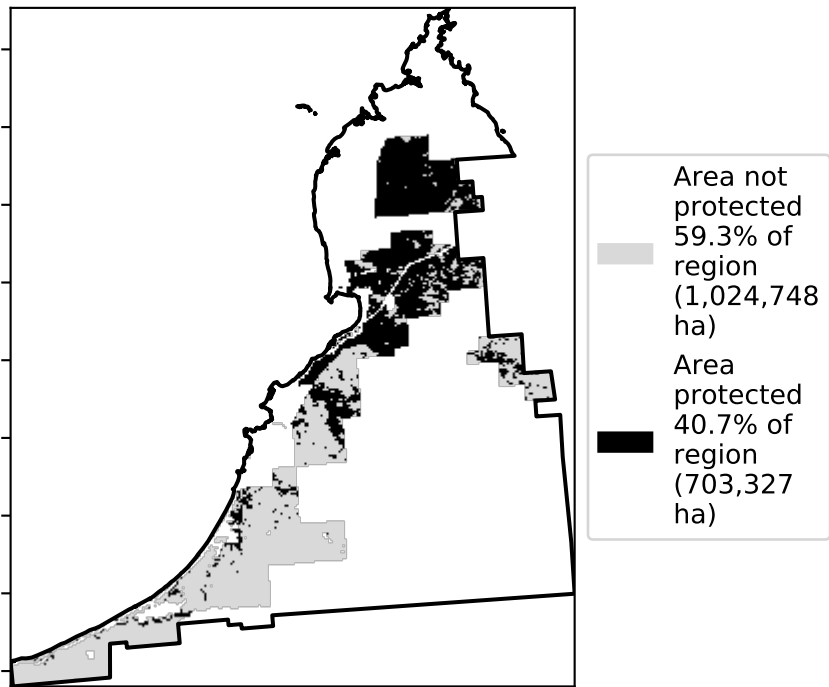 Area not
protected
59.3% of
region
(1,024,748
ha)
Area
protected
40.7% of
region
(703,327
ha)